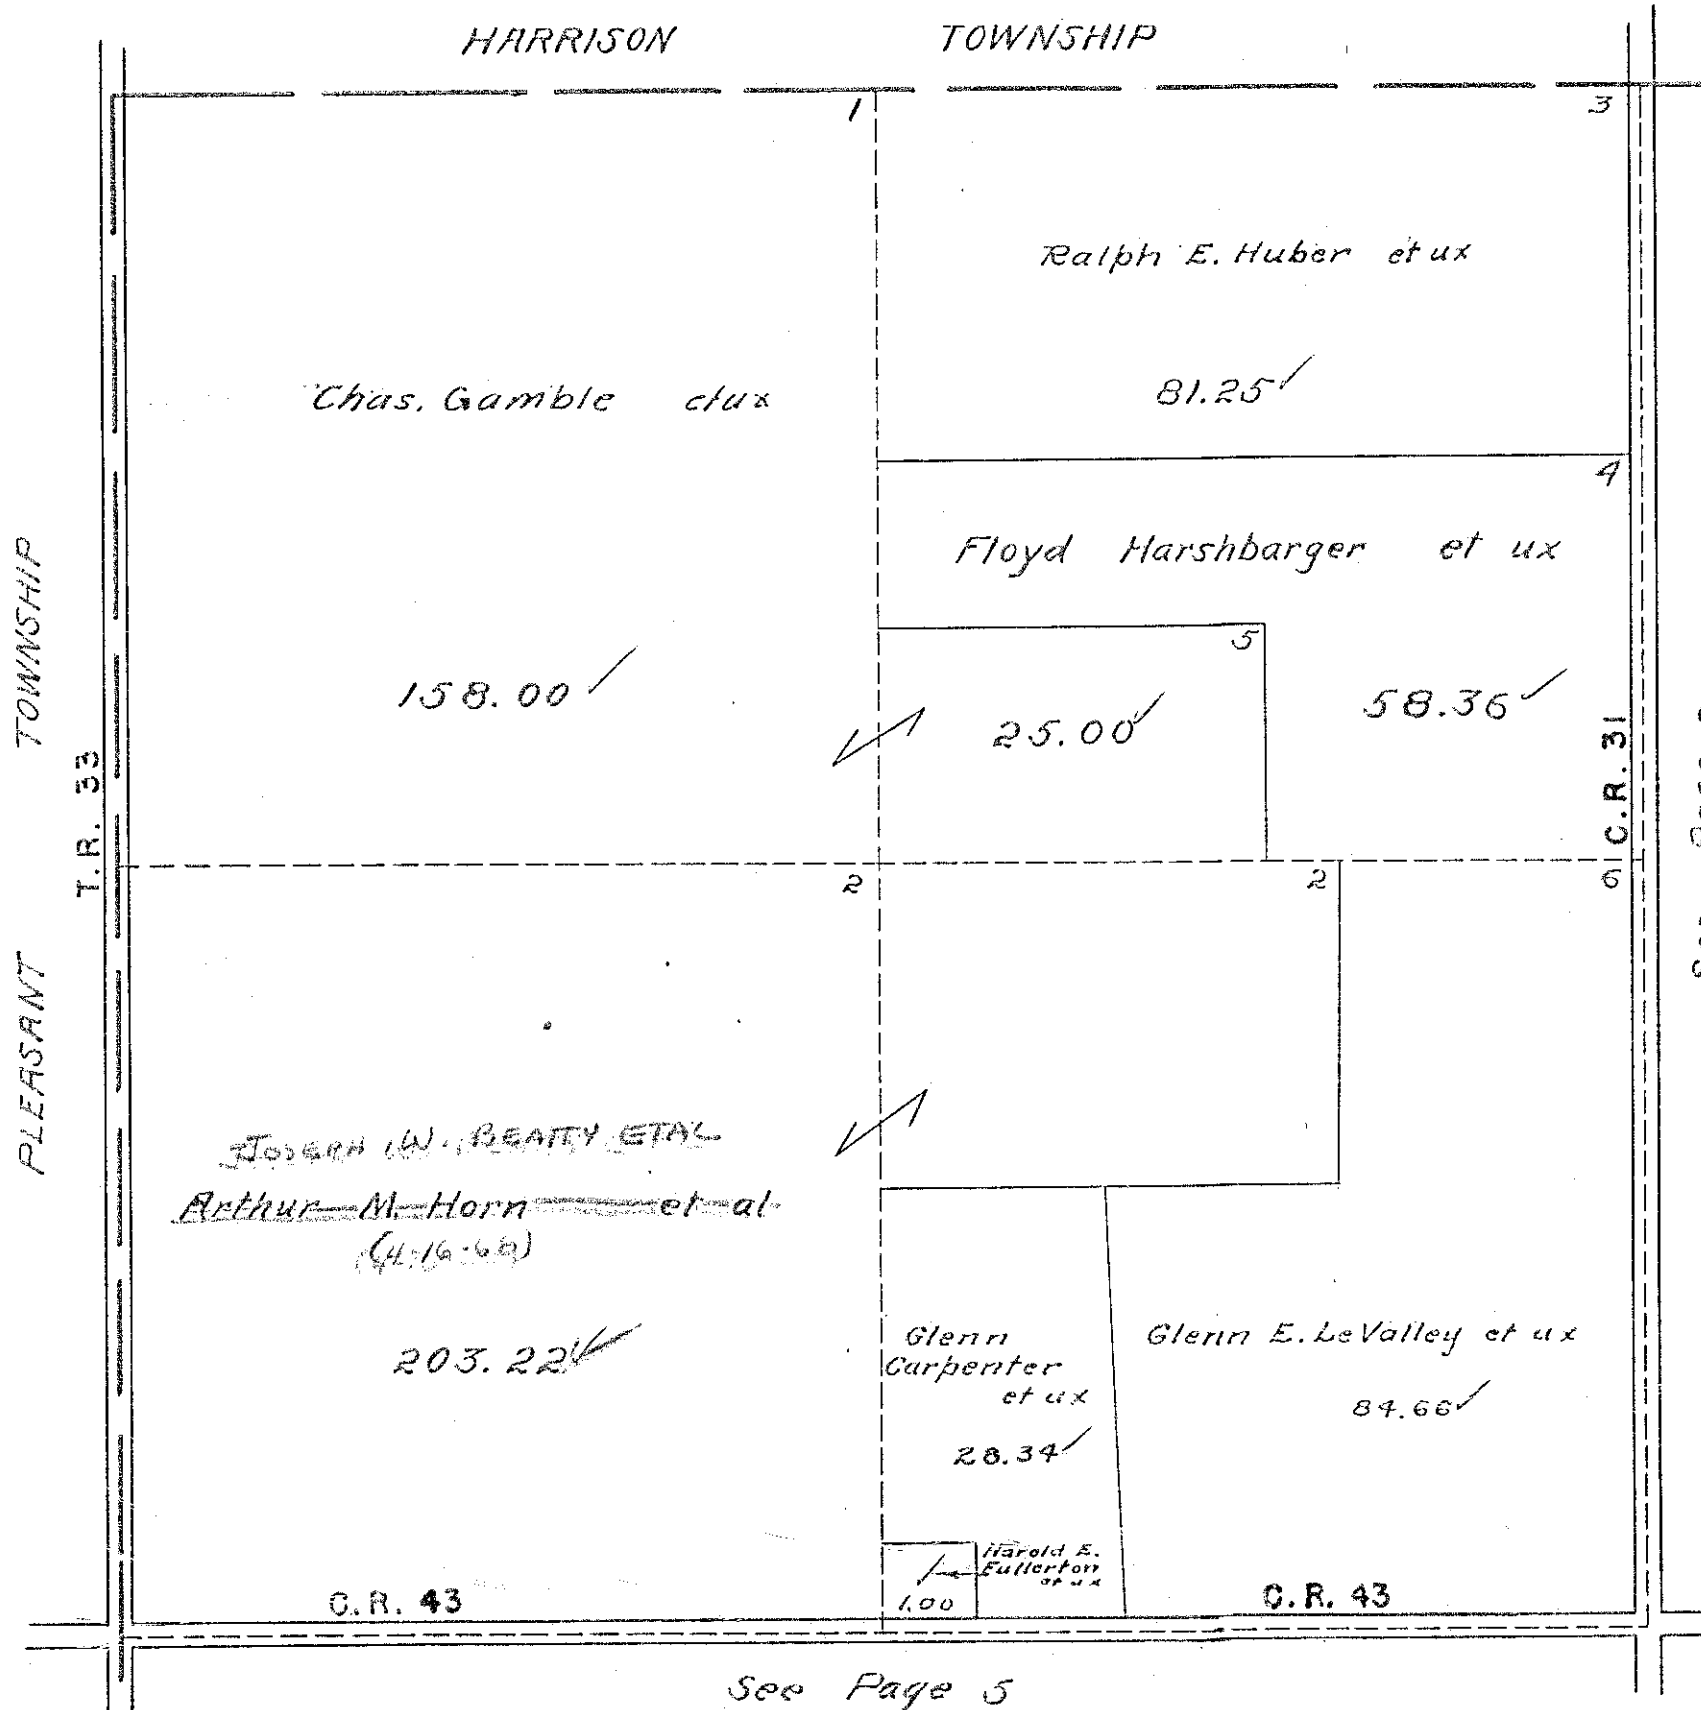 HARRISON TOWNSHIP
1
3
Ralph E. Huber et ux
81.25
Chas. Gamble etux
158.00
4
Floyd Harshbarger et ux
5
25.00
58.36
TOWNSHIP
PLEASANT
T. R. 33
C. R. 31
2
2
6
JOSEPH W. BEATTY ETAL
Arthur M. Horn et al
203.22
Glenn
Carpenter
et ux
28.34
Glenn E. LeValley et ux
84.66
Harold E.
Fullerton
et ux
1.00
C. R. 43
C. R. 43
See Page 5